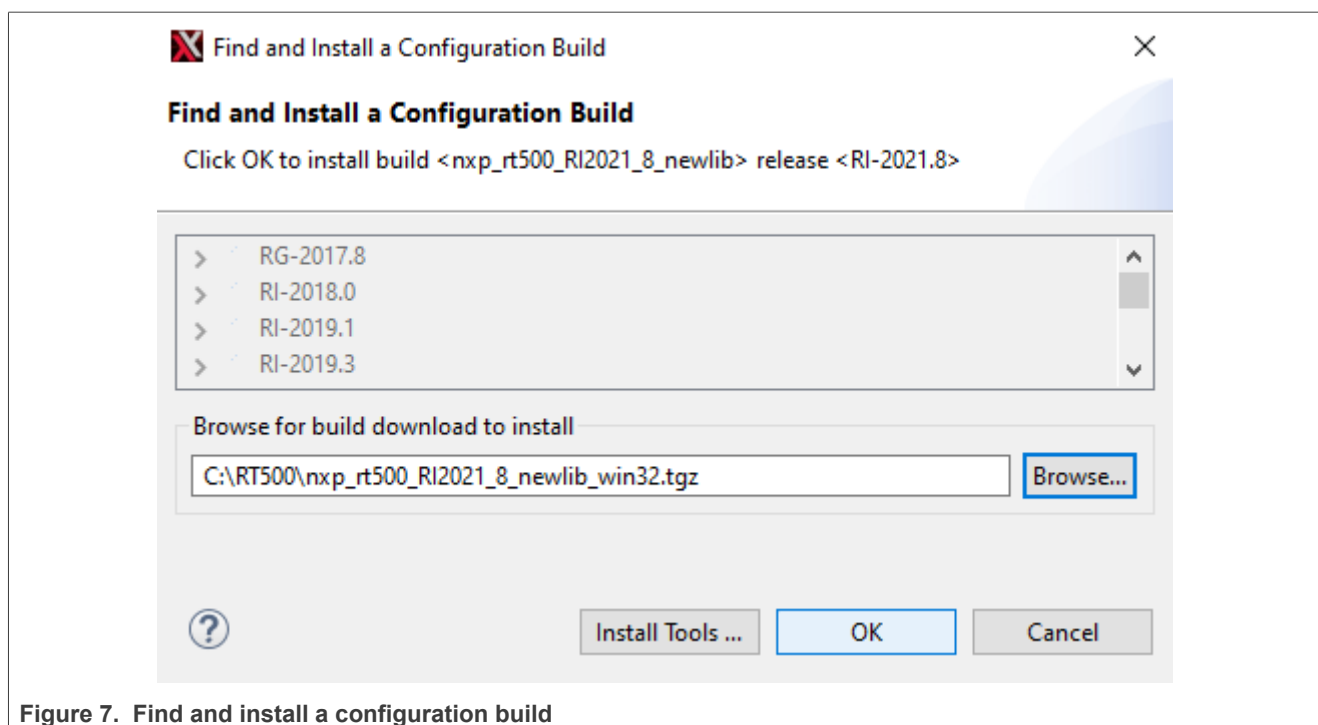 Find and Install a Configuration Build
Find and Install a Configuration Build
Click OK to install build <nxp_rt500_RI2021_8_newlib> release <RI-2021.8>
RG-2017.8
RI-2018.0
RI-2019.1
RI-2019.3
Browse for build download to install
C:\RT500\nxp_rt500_RI2021_8_newlib_win32.tgz Browse...
? Install Tools ... OK Cancel
Figure 7. Find and install a configuration build